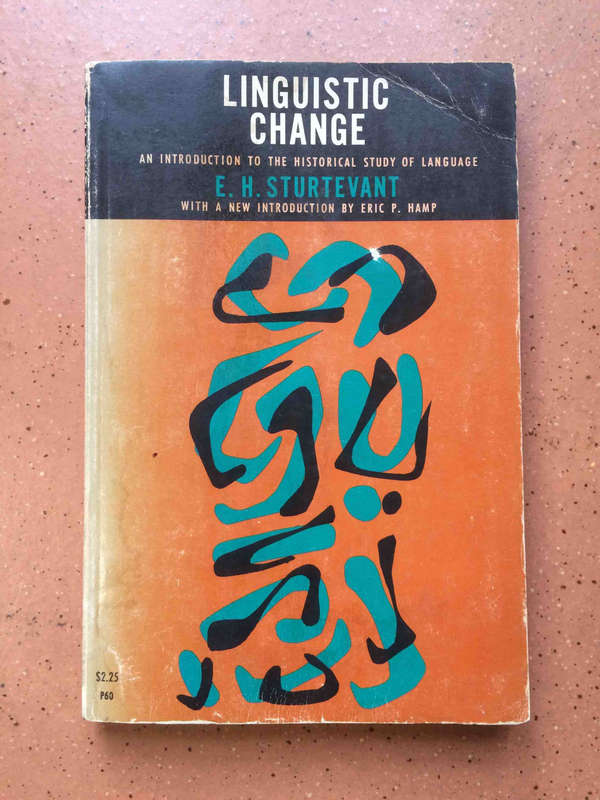 LINGUISTIC
CHANGE
AN INTRODUCTION TO THE HISTORICAL STUDY OF LANGUAGE
E. H. STURTEVANT
WITH A NEW INTRODUCTION BY ERIC P. HAMP
$2.25
P60